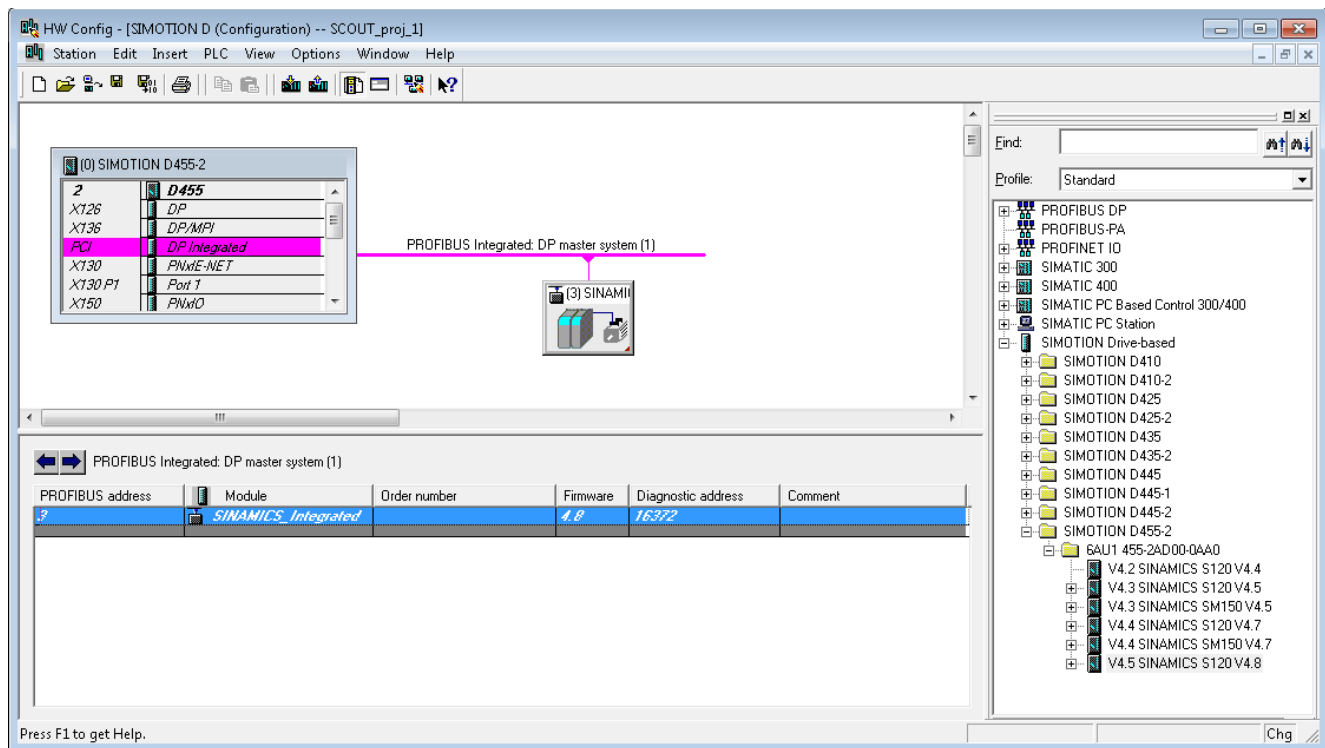 HW Config - [SIMOTION D (Configuration) -- SCOUT_proj_1]
Station Edit Insert PLC View Options Window Help
(0) SIMOTION D455-2
2 D455
X126 DP
X136 DP/MPI
PCI DP Integrated
X130 PNxIE-NET
X130 P1 Port 1
X150 PNxIO
PROFIBUS Integrated: DP master system (1)
(3) SINAMI
Find:
Profile: Standard
PROFIBUS DP
PROFIBUS-PA
PROFINET IO
SIMATIC 300
SIMATIC 400
SIMATIC PC Based Control 300/400
SIMATIC PC Station
SIMOTION Drive-based
SIMOTION D410
SIMOTION D410-2
SIMOTION D425
SIMOTION D425-2
SIMOTION D435
SIMOTION D435-2
SIMOTION D445
SIMOTION D445-1
SIMOTION D445-2
SIMOTION D455-2
6AU1 455-2AD00-0AA0
V4.2 SINAMICS S120 V4.4
V4.3 SINAMICS S120 V4.5
V4.3 SINAMICS SM150 V4.5
V4.4 SINAMICS S120 V4.7
V4.4 SINAMICS SM150 V4.7
V4.5 SINAMICS S120 V4.8
PROFIBUS Integrated: DP master system (1)
PROFIBUS address Module Order number Firmware Diagnostic address Comment
3 SINAMICS_Integrated 4.8 16372
Press F1 to get Help.
Chg